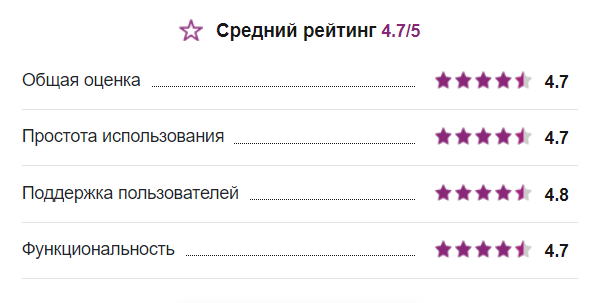 Средний рейтинг 4.7/5
Общая оценка 4.7
Простота использования 4.7
Поддержка пользователей 4.8
Функциональность 4.7